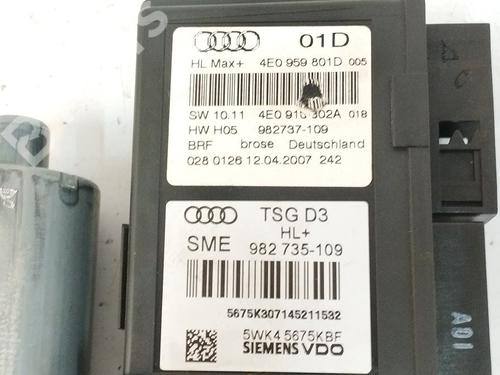 01D
HL Max+ 4E0 959 801D 005
SW 10.11 4E0 910 302A 018
HW H05 982737-109
BRF brose Deutschland
028 0126 12.04.2007 242
TSG D3
HL+
SME 982 735-109
5675K307145211532
5WK4 5675KBF
SIEMENS VDO
A01